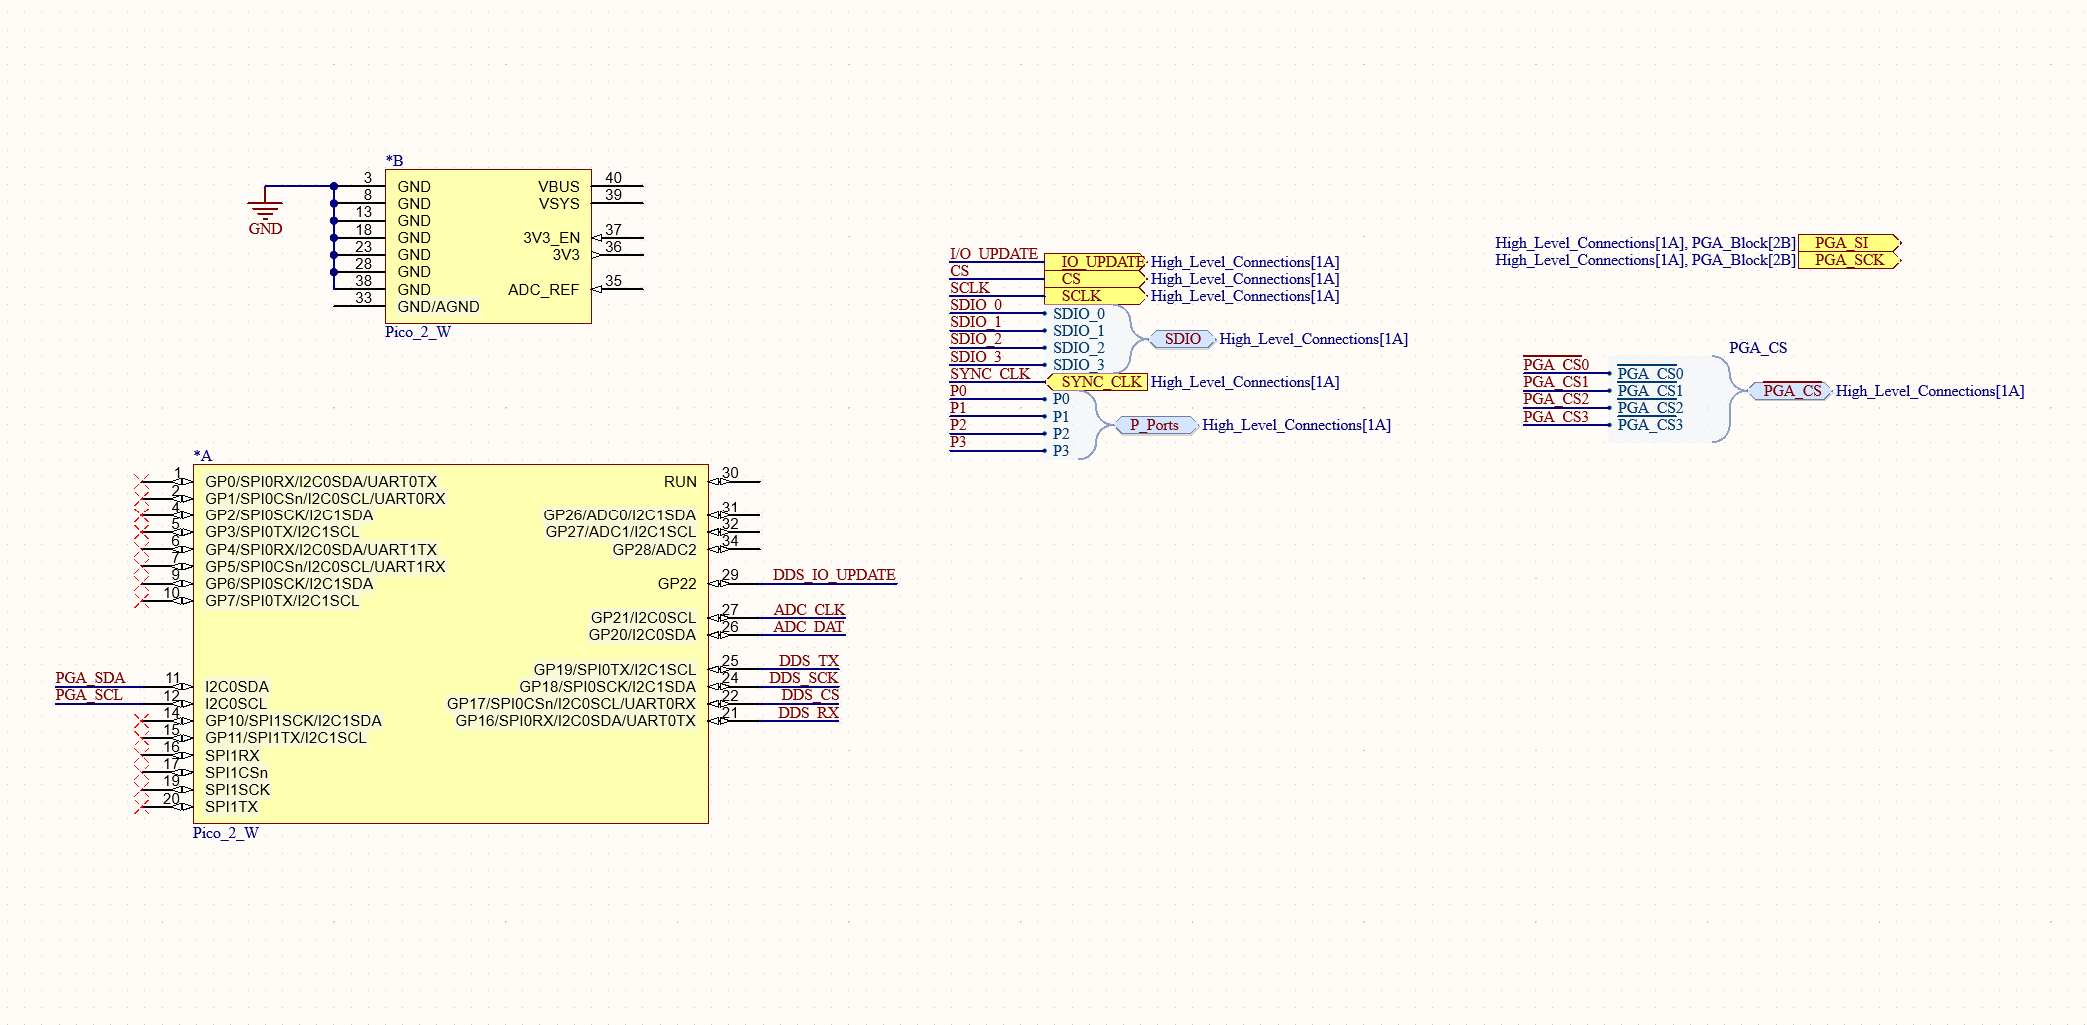 *B
3 GND VBUS 40
8 GND VSYS 39
13 GND
18 GND 3V3_EN 37
23 GND 3V3 36
28 GND
38 GND ADC_REF 35
33 GND/AGND
GND
Pico_2_W
*A
1 GP0/SPI0RX/I2C0SDA/UART0TX RUN 30
2 GP1/SPI0CSn/I2C0SCL/UART0RX
4 GP2/SPI0SCK/I2C1SDA GP26/ADC0/I2C1SDA 31
5 GP3/SPI0TX/I2C1SCL GP27/ADC1/I2C1SCL 32
6 GP4/SPI0RX/I2C0SDA/UART1TX GP28/ADC2 34
7 GP5/SPI0CSn/I2C0SCL/UART1RX
9 GP6/SPI0SCK/I2C1SDA GP22 29 DDS_IO_UPDATE
10 GP7/SPI0TX/I2C1SCL
GP21/I2C0SCL 27 ADC_CLK
GP20/I2C0SDA 26 ADC_DAT
GP19/SPI0TX/I2C1SCL 25 DDS_TX
PGA_SDA 11 I2C0SDA GP18/SPI0SCK/I2C1SDA 24 DDS_SCK
PGA_SCL 12 I2C0SCL GP17/SPI0CSn/I2C0SCL/UART0RX 22 DDS_CS
14 GP10/SPI1SCK/I2C1SDA GP16/SPI0RX/I2C0SDA/UART0TX 21 DDS_RX
15 GP11/SPI1TX/I2C1SCL
16 SPI1RX
17 SPI1CSn
19 SPI1SCK
20 SPI1TX
Pico_2_W
I/O_UPDATE IO_UPDATE High_Level_Connections[1A]
CS CS High_Level_Connections[1A]
SCLK SCLK High_Level_Connections[1A]
SDIO_0 SDIO_0
SDIO_1 SDIO_1
SDIO_2 SDIO_2
SDIO_3 SDIO_3
SDIO High_Level_Connections[1A]
SYNC_CLK SYNC_CLK High_Level_Connections[1A]
P0 P0
P1 P1
P2 P2
P3 P3
P_Ports High_Level_Connections[1A]
High_Level_Connections[1A], PGA_Block[2B] PGA_SI
High_Level_Connections[1A], PGA_Block[2B] PGA_SCK
PGA_CS
PGA_CS0 PGA_CS0
PGA_CS1 PGA_CS1
PGA_CS2 PGA_CS2
PGA_CS3 PGA_CS3
PGA_CS High_Level_Connections[1A]